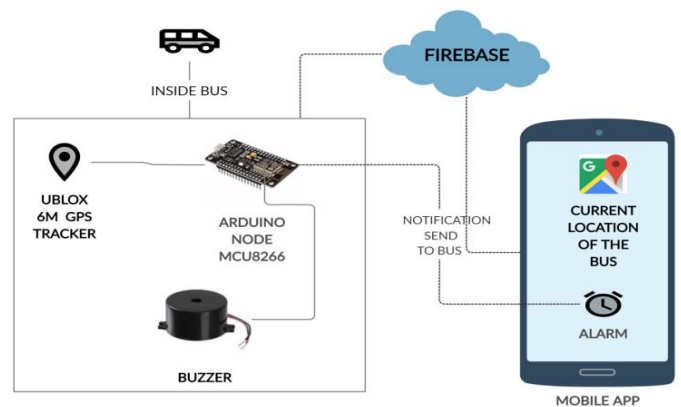 FIREBASE
INSIDE BUS
UBLOX
6M GPS
TRACKER
ARDUINO
NODE
MCU8266
NOTIFICATION
SEND
TO BUS
G
CURRENT
LOCATION
OF THE
BUS
ALARM
BUZZER
MOBILE APP